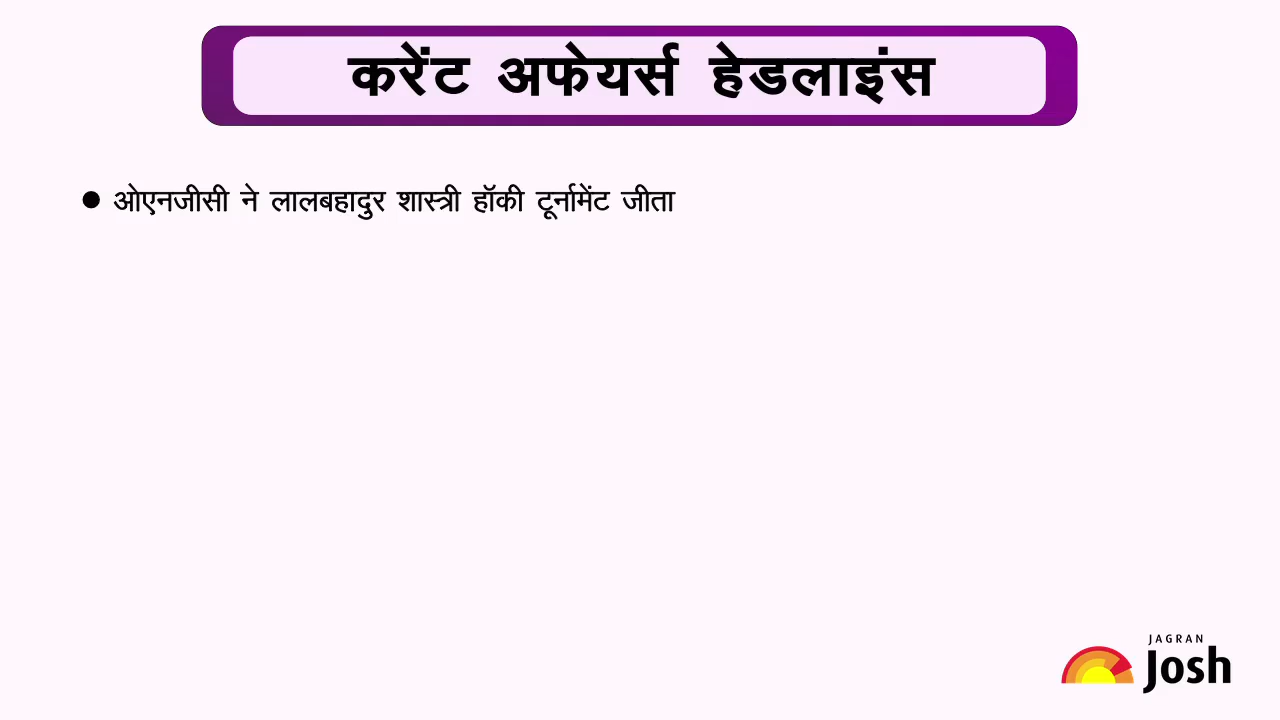 करेंट अफेयर्स हेडलाइंस
● ओएनजीसी ने लालबहादुर शास्त्री हॉकी टूर्नामेंट जीता
JAGRAN
Josh